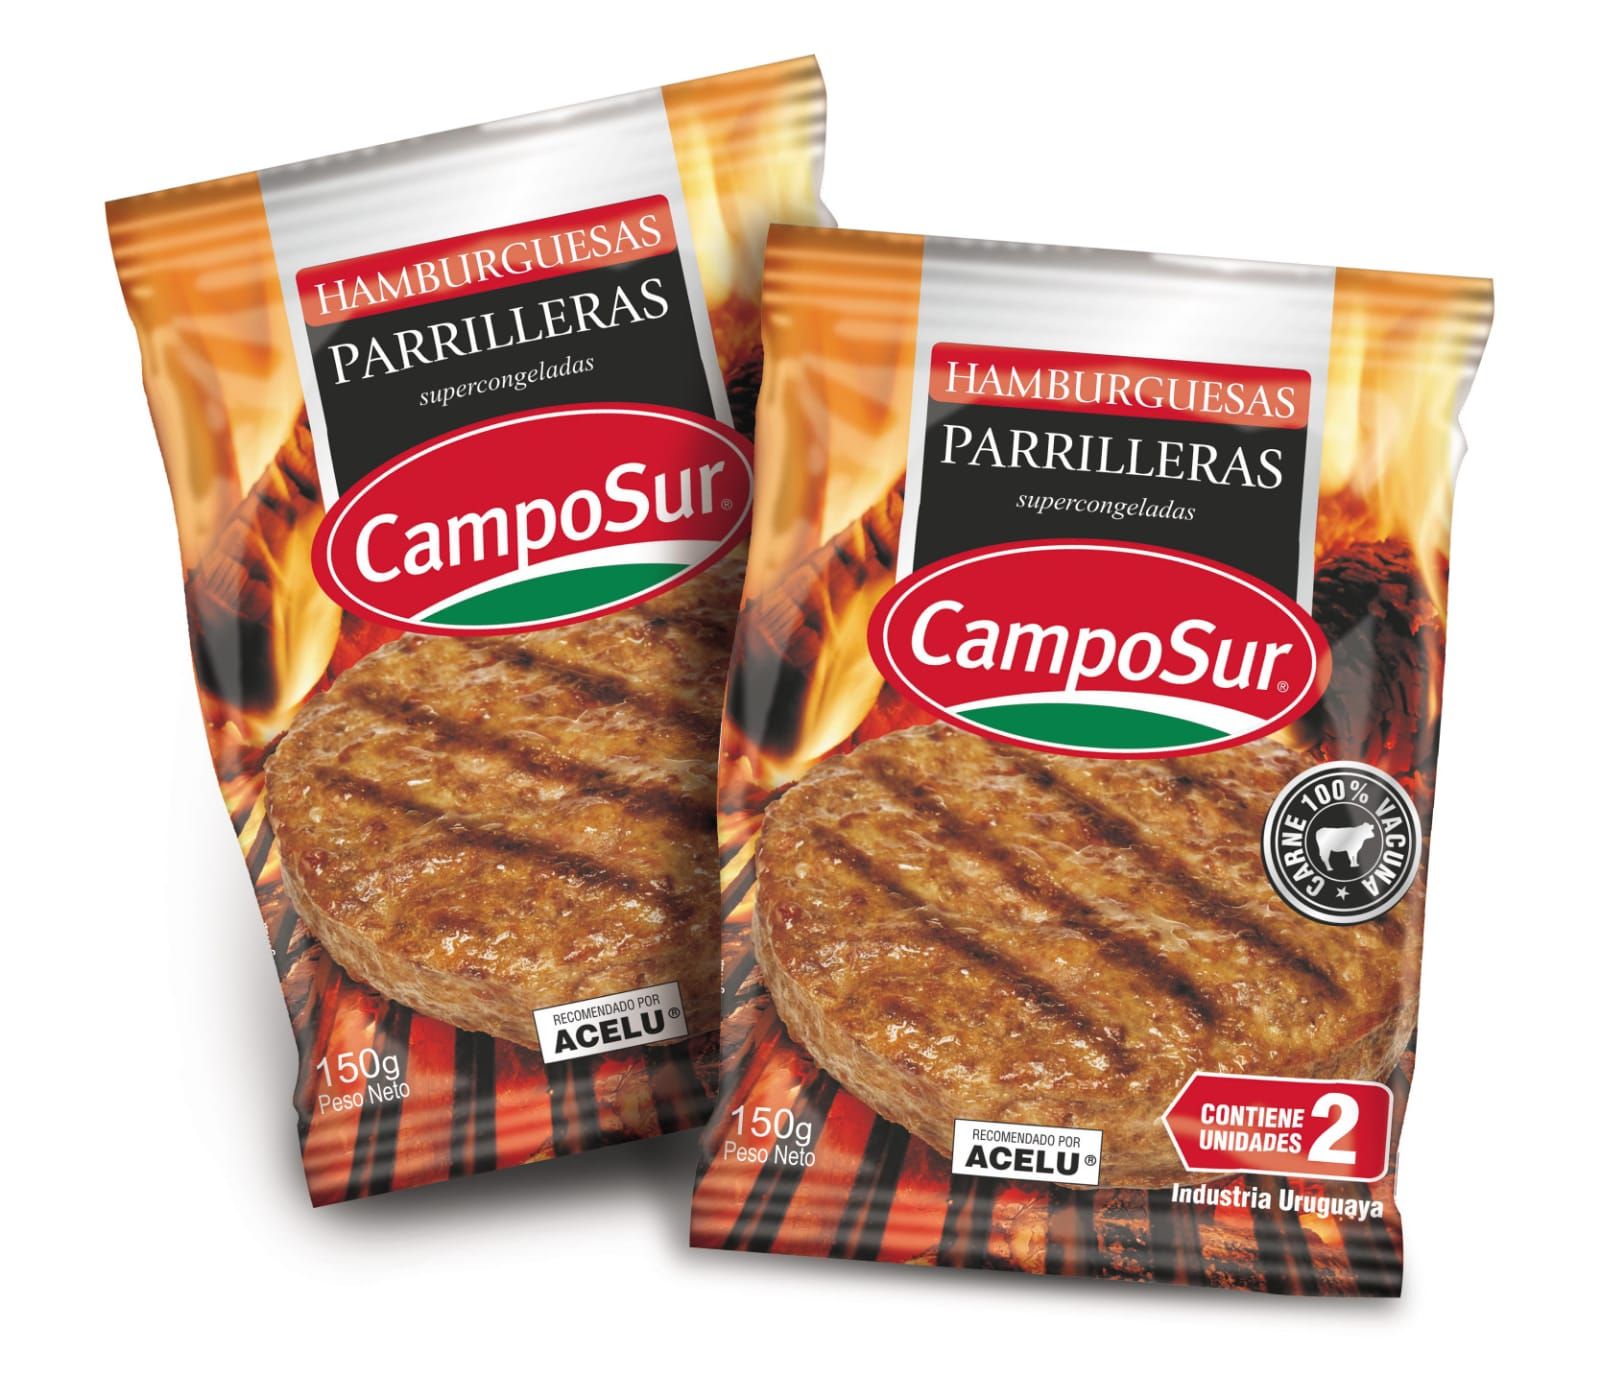 HAMBURGUESAS
PARRILLERAS
supercongeladas
CampoSur®
RECOMENDADO POR
ACELU®
150g
Peso Neto
HAMBURGUESAS
PARRILLERAS
supercongeladas
CampoSur®
CARNE 100% VACUNA
RECOMENDADO POR
ACELU®
150g
Peso Neto
CONTIENE 2
UNIDADES
Industria Uruguaya